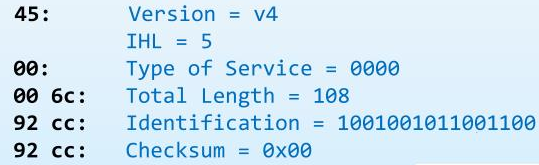 45: Version = v4
IHL = 5
00: Type of Service = 0000
00 6c: Total Length = 108
92 cc: Identification = 1001001011001100
92 cc: Checksum = 0x00